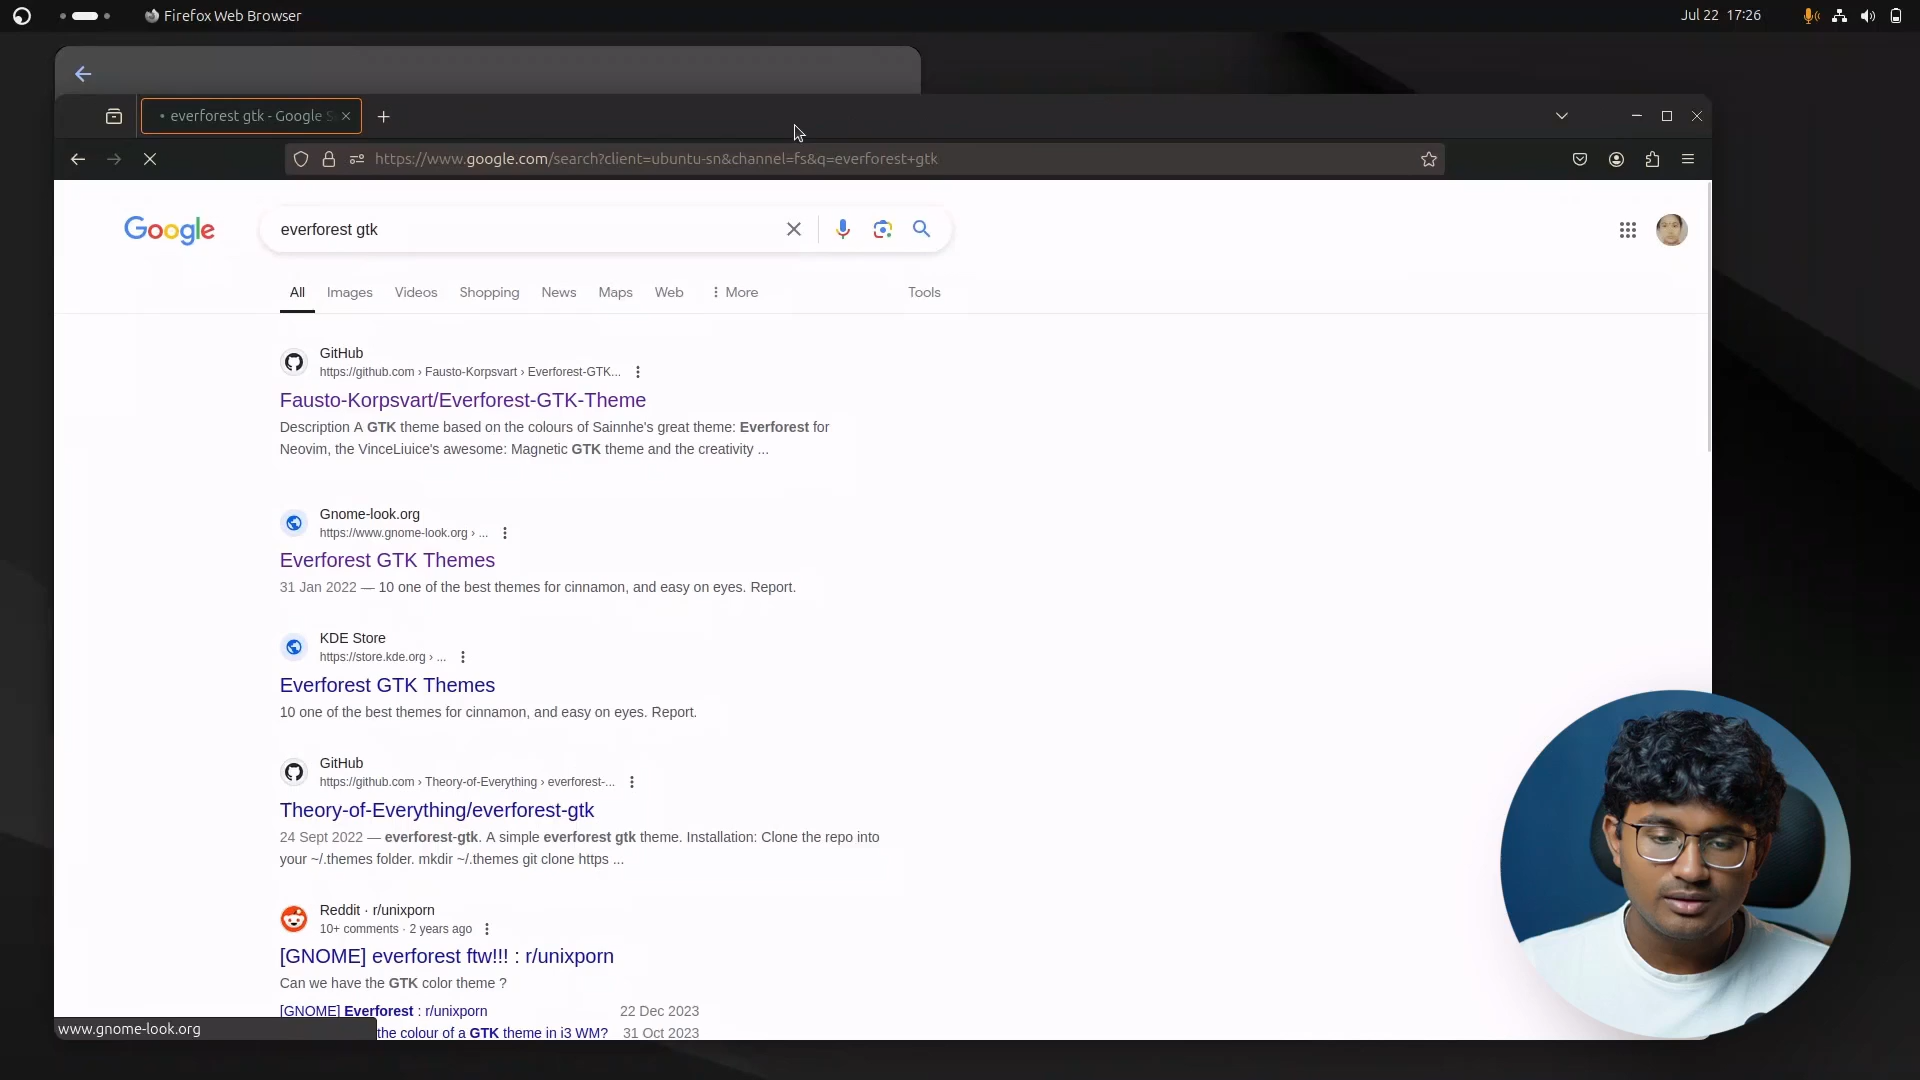 Firefox Web Browser
Jul 22 17:26
everforest gtk - Google S
https://www.google.com/search?client=ubuntu-sn&channel=fs&q=everforest+gtk
Google
everforest gtk
All Images Videos Shopping News Maps Web More Tools
GitHub
https://github.com › Fausto-Korpsvart › Everforest-GTK...
Fausto-Korpsvart/Everforest-GTK-Theme
Description A GTK theme based on the colours of Sainnhe's great theme: Everforest for
Neovim, the VinceLiuice's awesome: Magnetic GTK theme and the creativity ...
Gnome-look.org
https://www.gnome-look.org › ...
Everforest GTK Themes
31 Jan 2022 — 10 one of the best themes for cinnamon, and easy on eyes. Report.
KDE Store
https://store.kde.org › ...
Everforest GTK Themes
10 one of the best themes for cinnamon, and easy on eyes. Report.
GitHub
https://github.com › Theory-of-Everything › everforest-...
Theory-of-Everything/everforest-gtk
24 Sept 2022 — everforest-gtk. A simple everforest gtk theme. Installation: Clone the repo into
your ~/.themes folder. mkdir ~/.themes git clone https ...
Reddit · r/unixporn
10+ comments · 2 years ago
[GNOME] everforest ftw!!! : r/unixporn
Can we have the GTK color theme ?
[GNOME] Everforest : r/unixporn 22 Dec 2023
the colour of a GTK theme in i3 WM? 31 Oct 2023
www.gnome-look.org